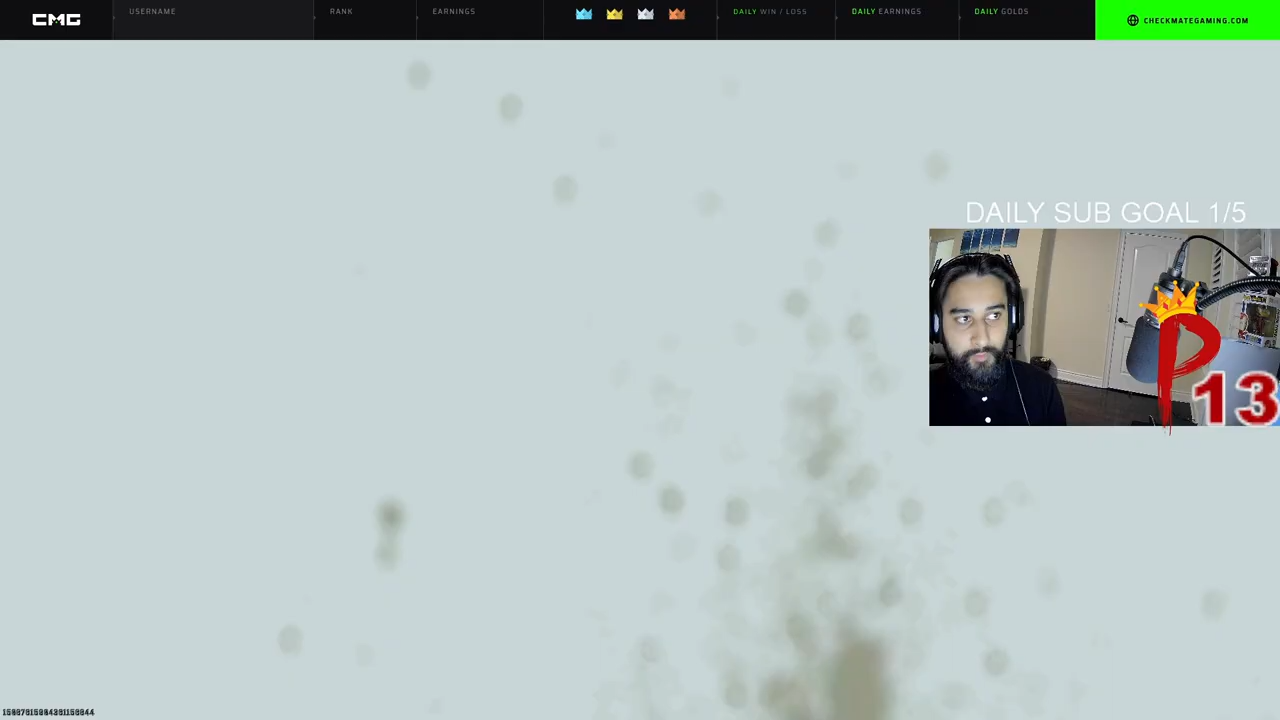 CMG
USERNAME
RANK
EARNINGS
DAILY WIN / LOSS
DAILY EARNINGS
DAILY GOLDS
CHECKMATEGAMING.COM
DAILY SUB GOAL 1/5
P
13